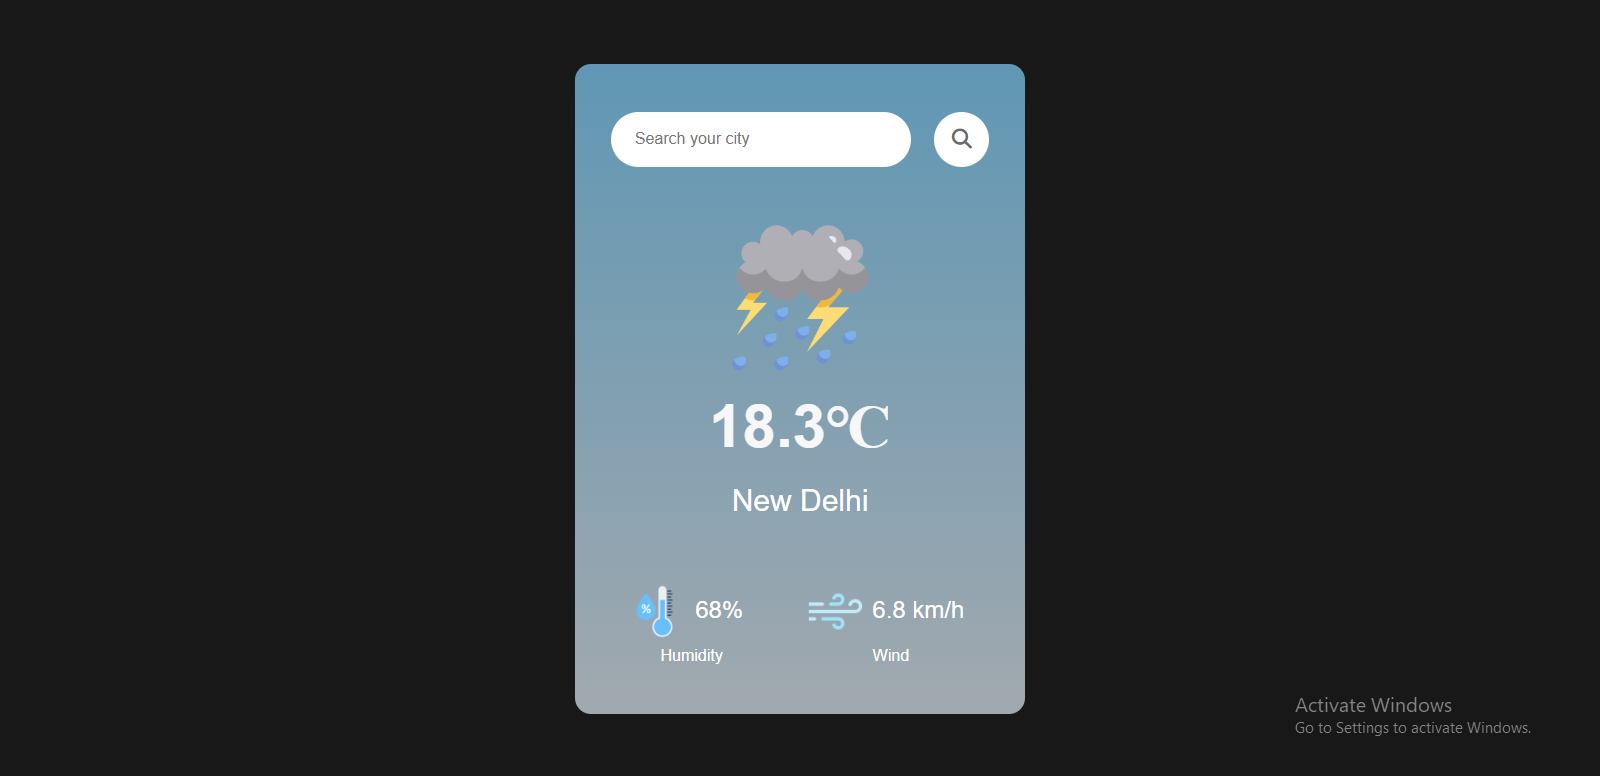 Search your city
18.3℃
New Delhi
%
68%
6.8 km/h
Humidity
Wind
Activate Windows
Go to Settings to activate Windows.